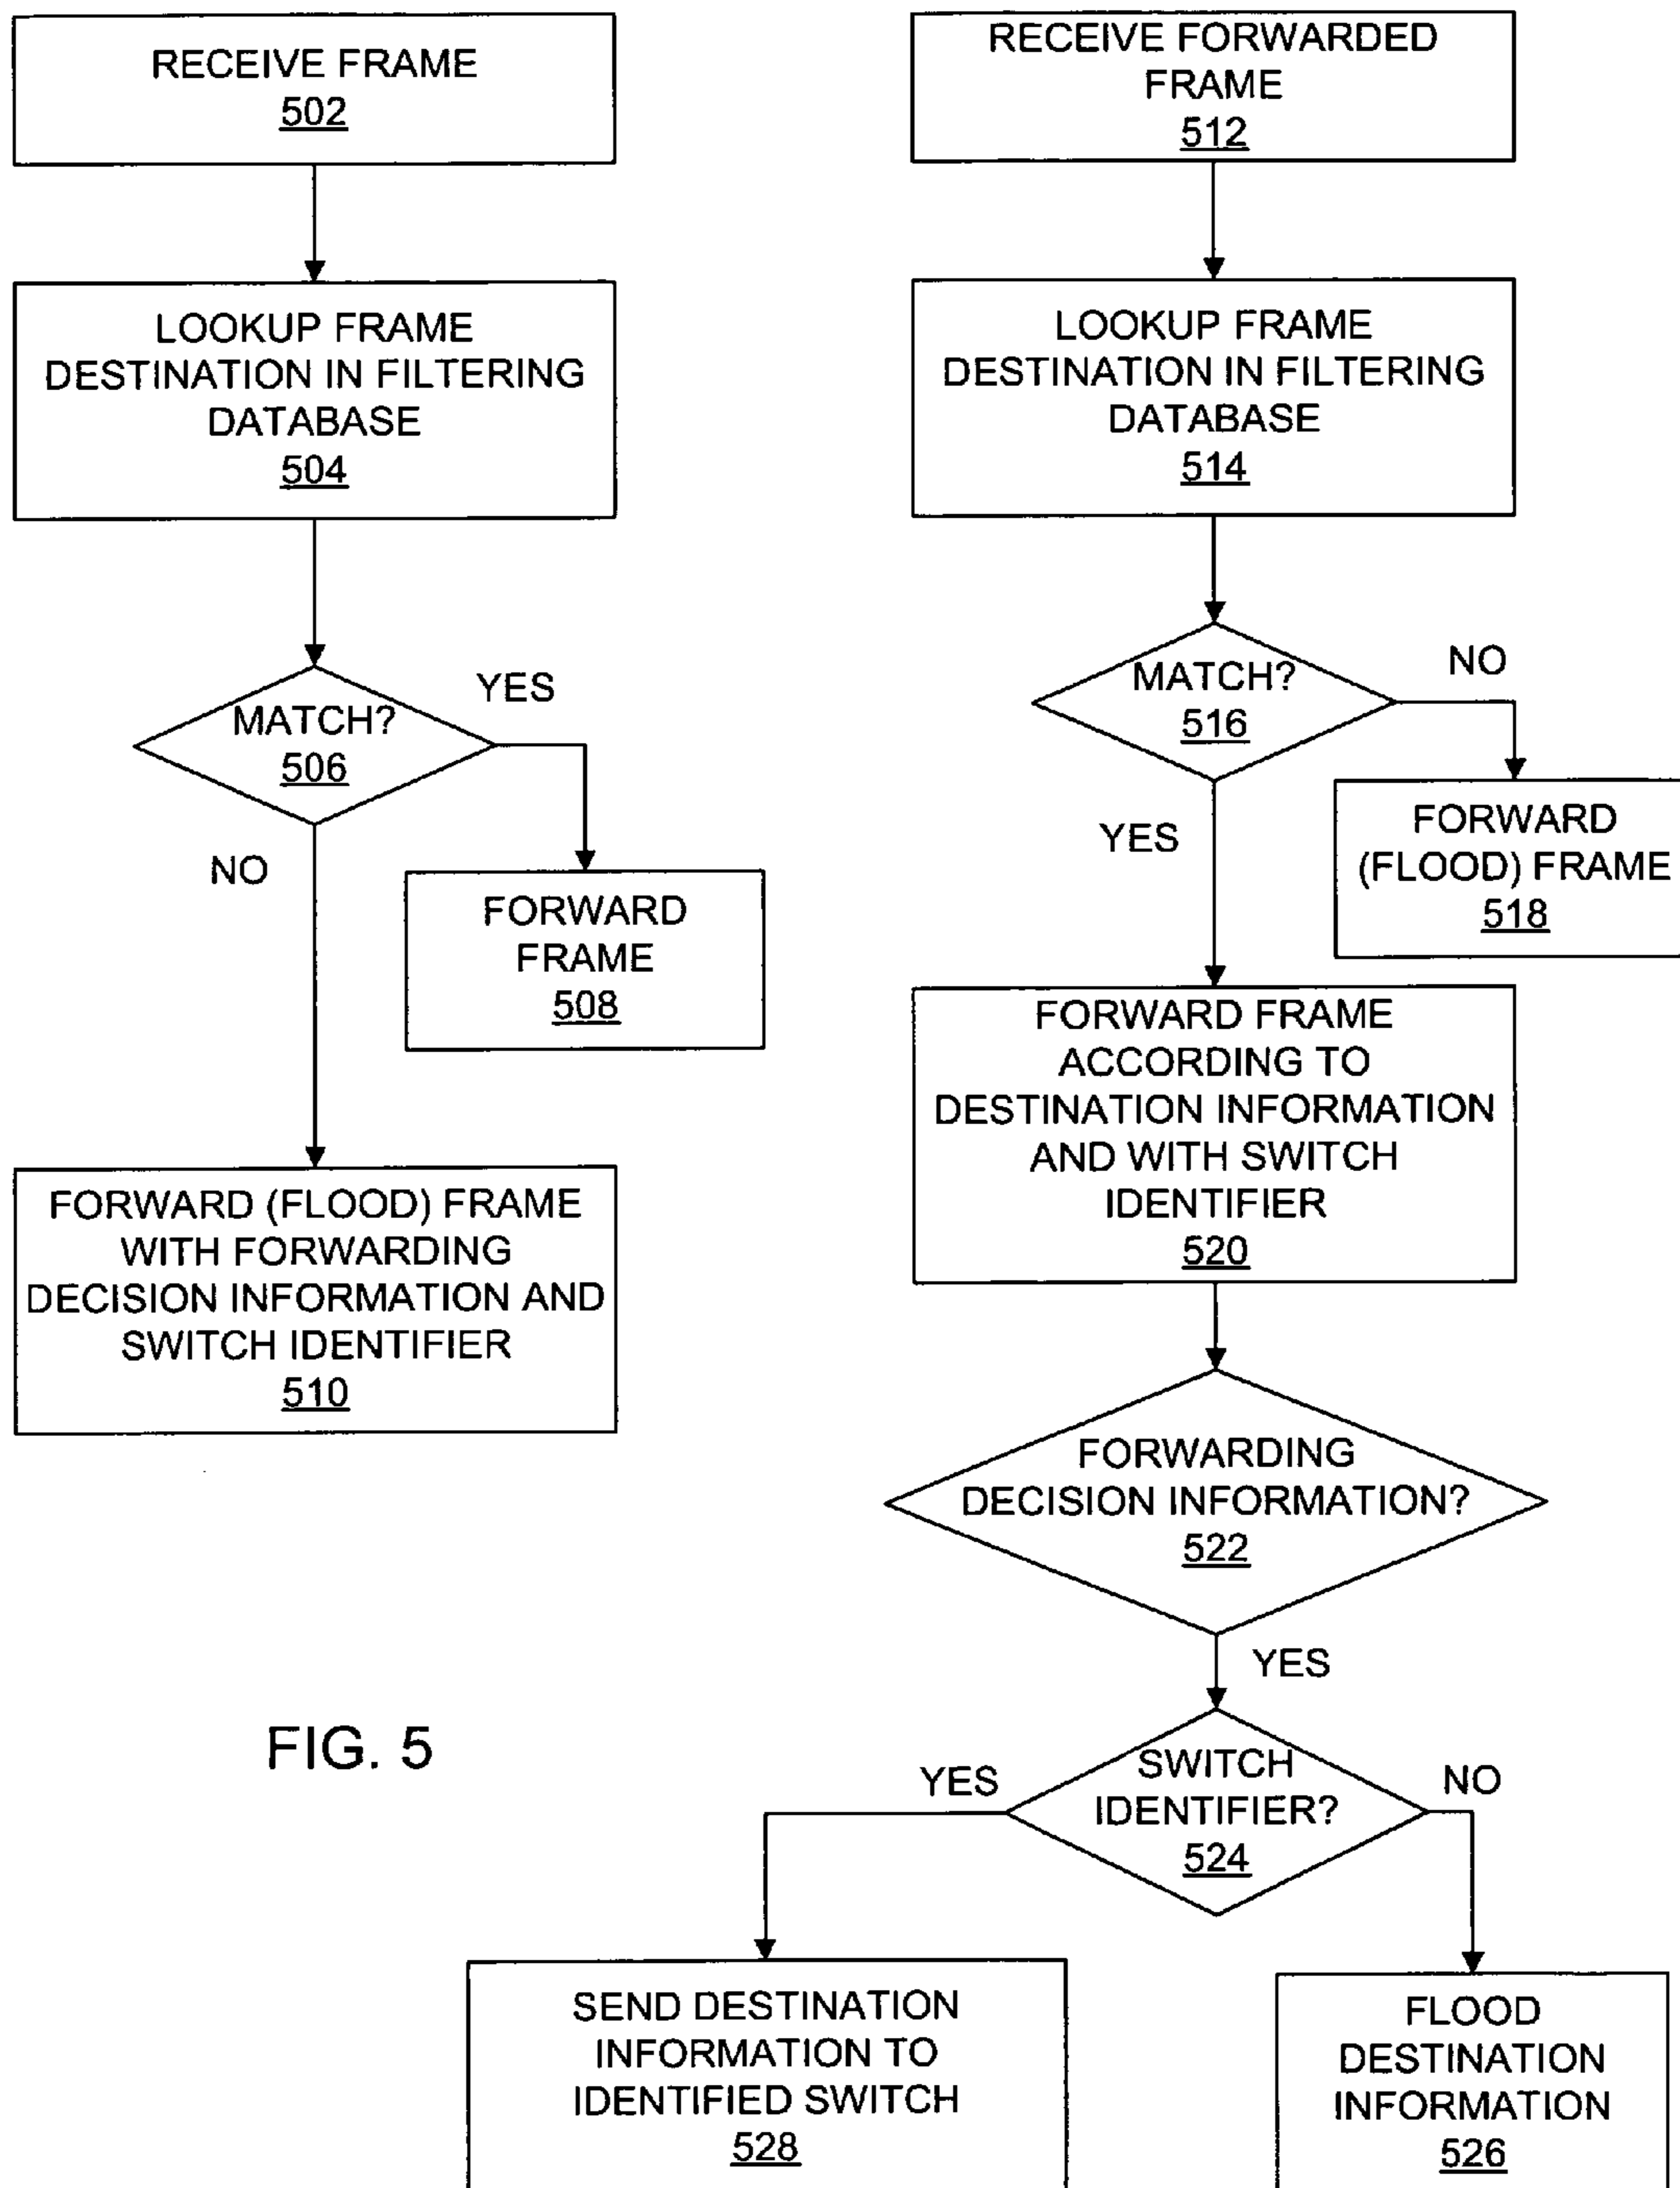 RECEIVE FRAME
502
LOOKUP FRAME
DESTINATION IN FILTERING
DATABASE
504
MATCH?
506
YES
NO
FORWARD
FRAME
508
FORWARD (FLOOD) FRAME
WITH FORWARDING
DECISION INFORMATION AND
SWITCH IDENTIFIER
510
RECEIVE FORWARDED
FRAME
512
LOOKUP FRAME
DESTINATION IN FILTERING
DATABASE
514
MATCH?
516
NO
YES
FORWARD
(FLOOD) FRAME
518
FORWARD FRAME
ACCORDING TO
DESTINATION INFORMATION
AND WITH SWITCH
IDENTIFIER
520
FORWARDING
DECISION INFORMATION?
522
YES
SWITCH
IDENTIFIER?
524
YES
NO
SEND DESTINATION
INFORMATION TO
IDENTIFIED SWITCH
528
FLOOD
DESTINATION
INFORMATION
526
FIG. 5